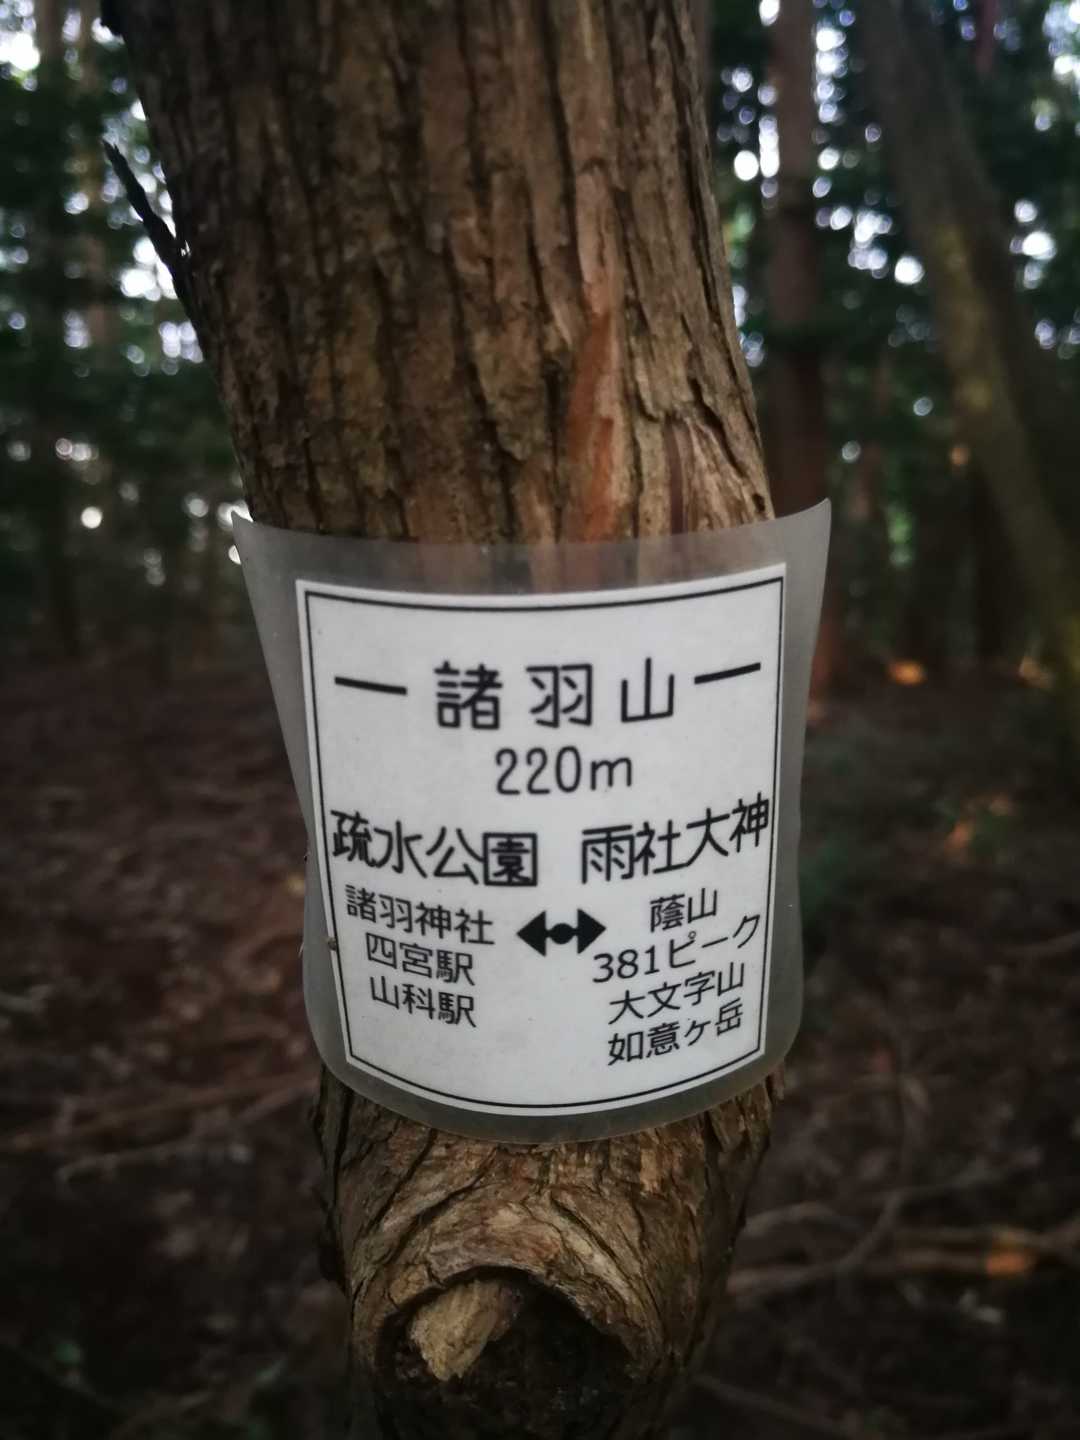 ー 諸羽山 ー
220m
疏水公園 雨社大神
諸羽神社
四宮駅
山科駅
蔭山
381ピーク
大文字山
如意ヶ岳